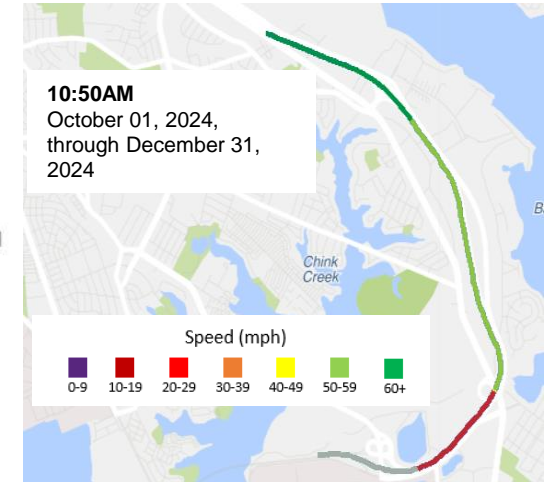 10:50AM
October 01, 2024,
through December 31,
2024
Chink
Creek
Speed (mph)
0-9 10-19 20-29 30-39 40-49 50-59 60+